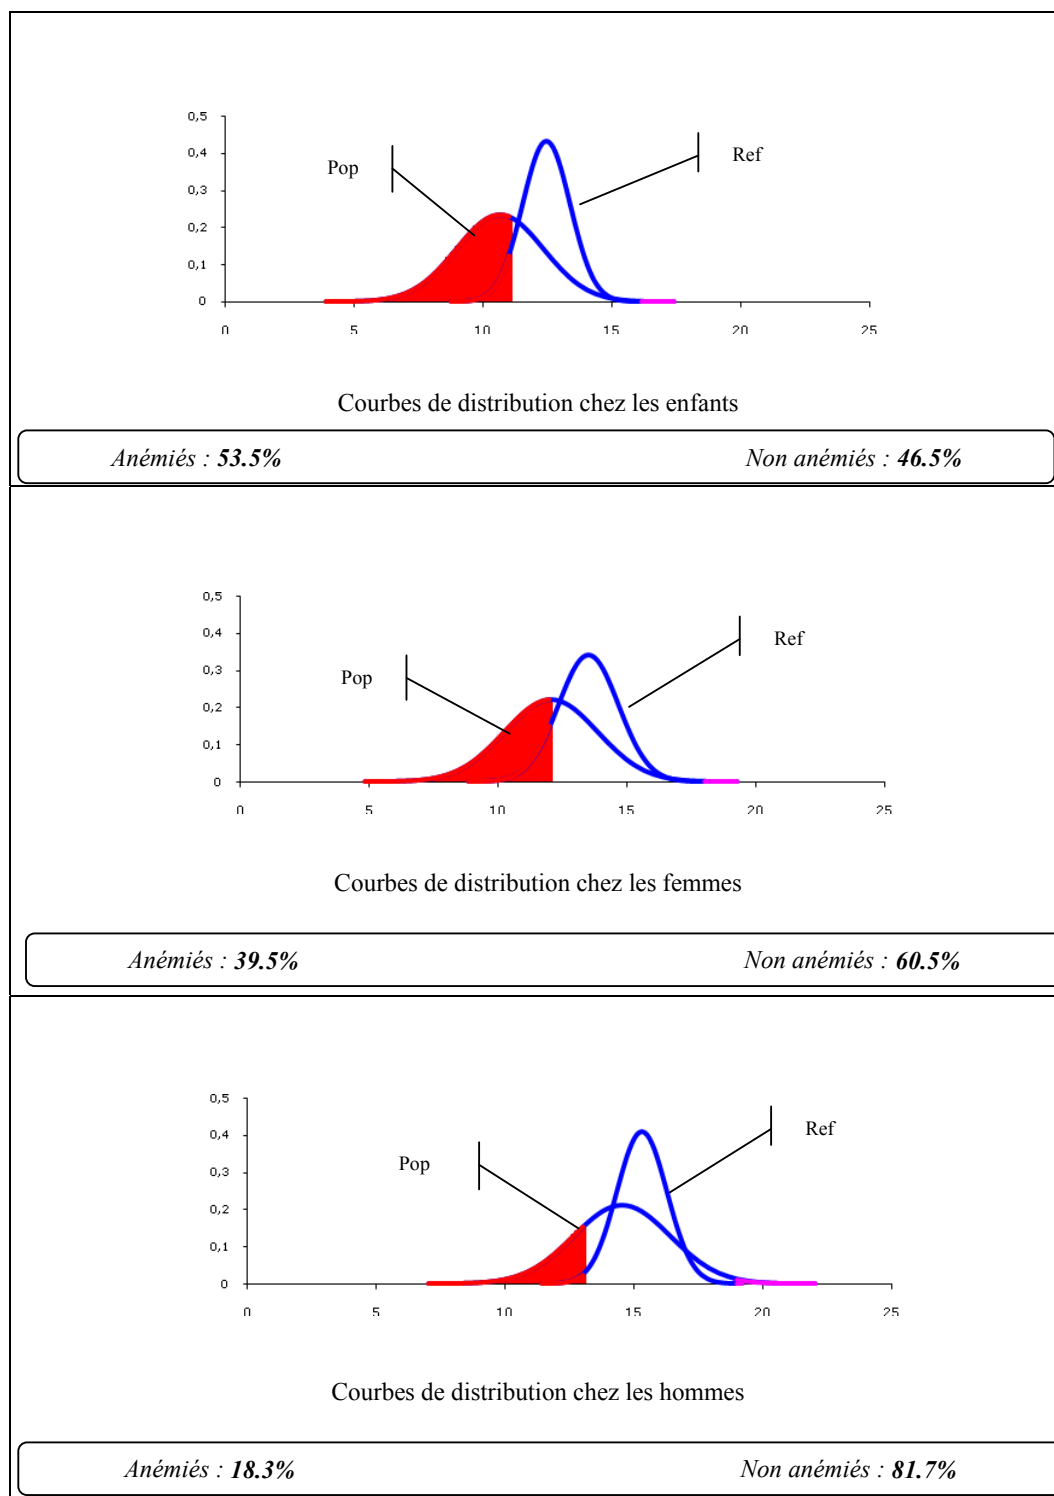 0,5
0,4
0,3
0,2
0,1
0
Pop
Ref
0 5 10 15 20 25
Courbes de distribution chez les enfants
Anémiés : 53.5% Non anémiés : 46.5%
0,5
0,4
0,3
0,2
0,1
0
Pop
Ref
0 5 10 15 20 25
Courbes de distribution chez les femmes
Anémiés : 39.5% Non anémiés : 60.5%
0,5
0,4
0,3
0,2
0,1
0
Pop
Ref
0 5 10 15 20 25
Courbes de distribution chez les hommes
Anémiés : 18.3% Non anémiés : 81.7%